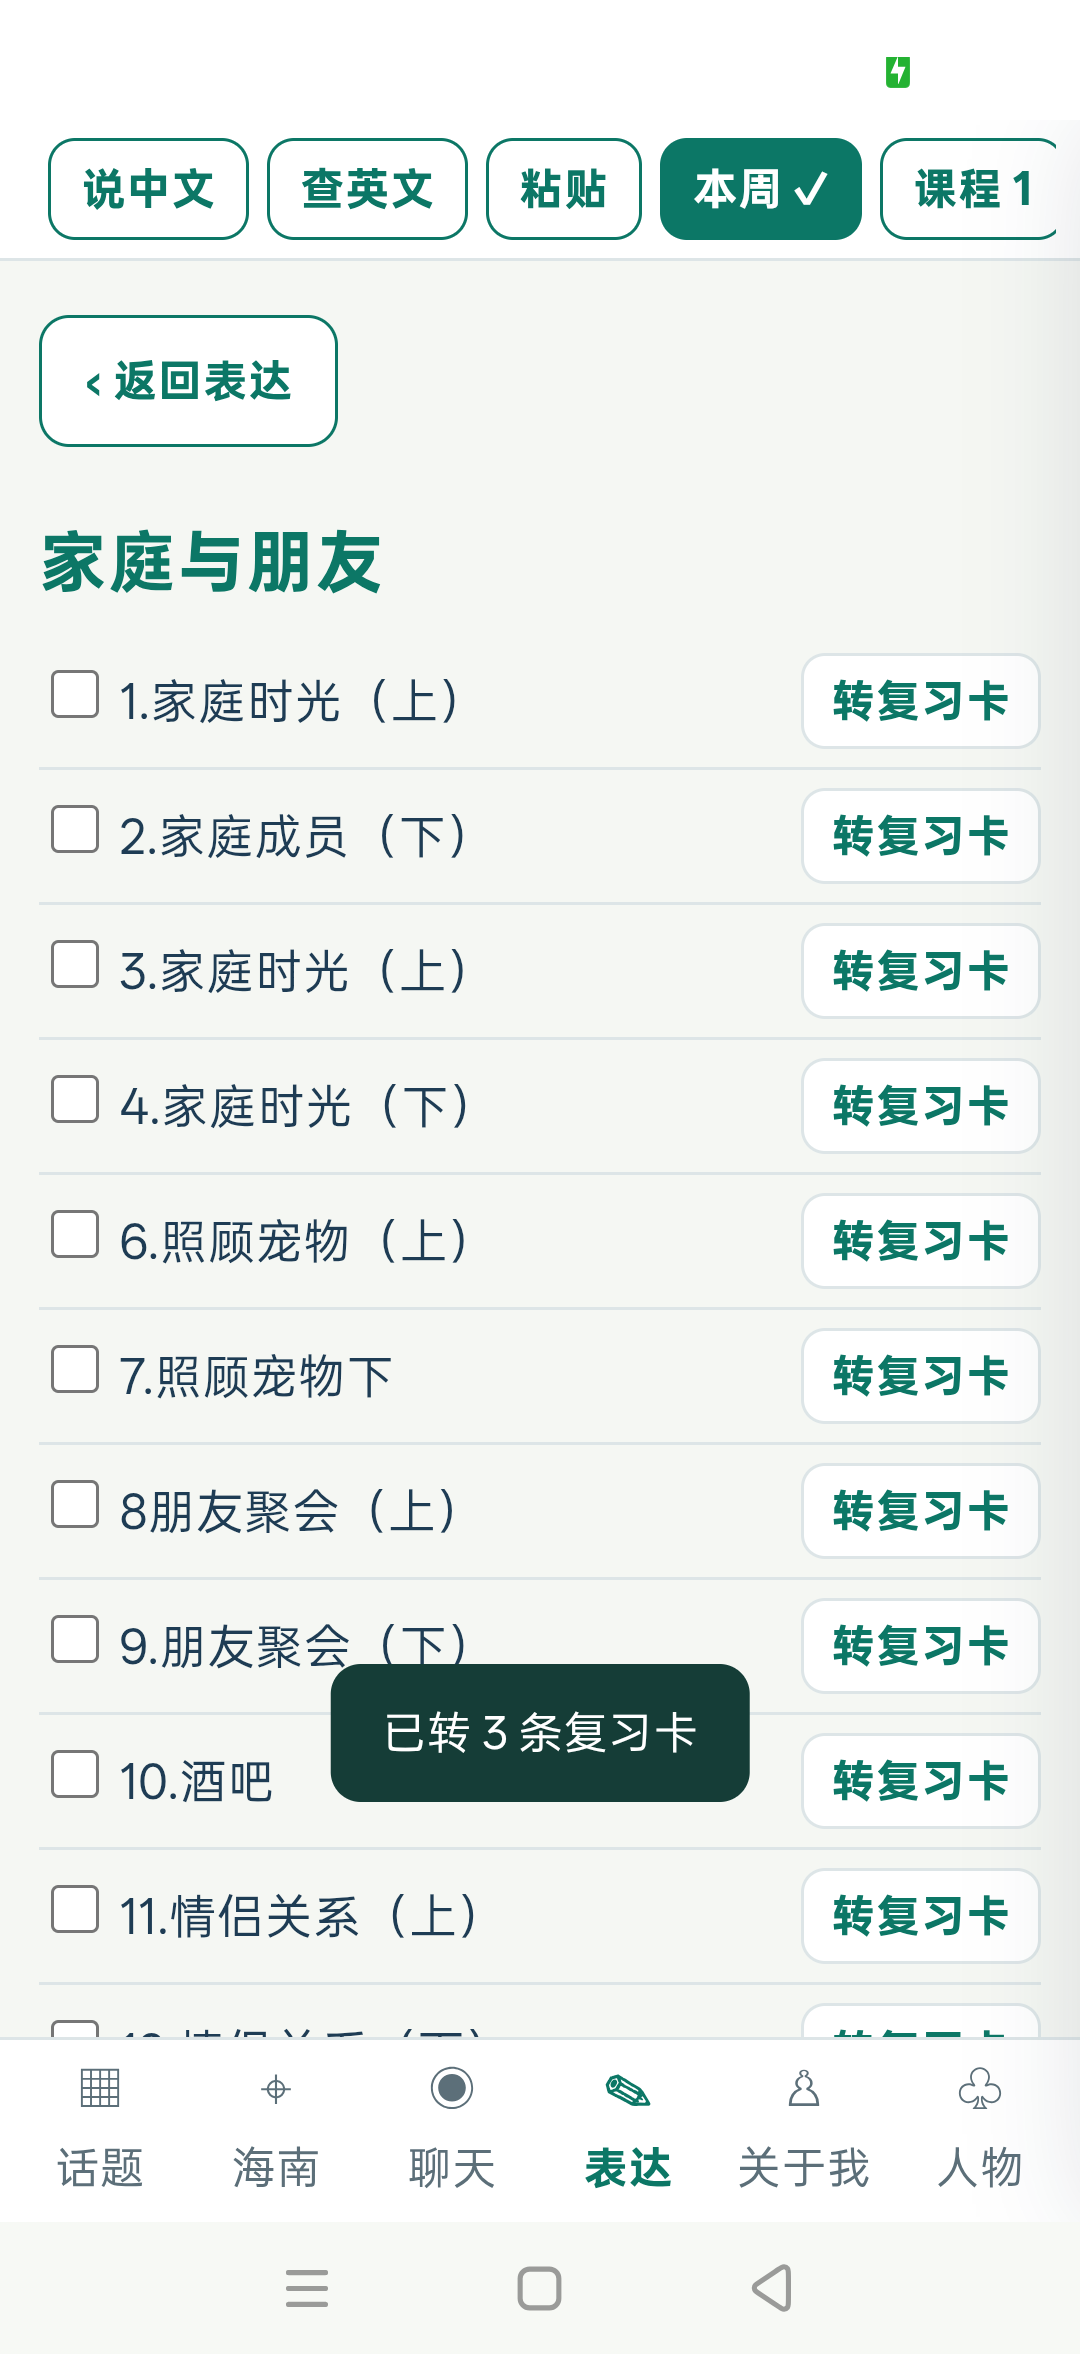 说中文 查英文 粘贴 本周 ✓ 课程 1
‹ 返回表达
家庭与朋友
1.家庭时光（上） 转复习卡
2.家庭成员（下） 转复习卡
3.家庭时光（上） 转复习卡
4.家庭时光（下） 转复习卡
6.照顾宠物（上） 转复习卡
7.照顾宠物下 转复习卡
8朋友聚会（上） 转复习卡
9.朋友聚会（下） 转复习卡
已转 3 条复习卡
10.酒吧 转复习卡
11.情侣关系（上） 转复习卡
话题 海南 聊天 表达 关于我 人物